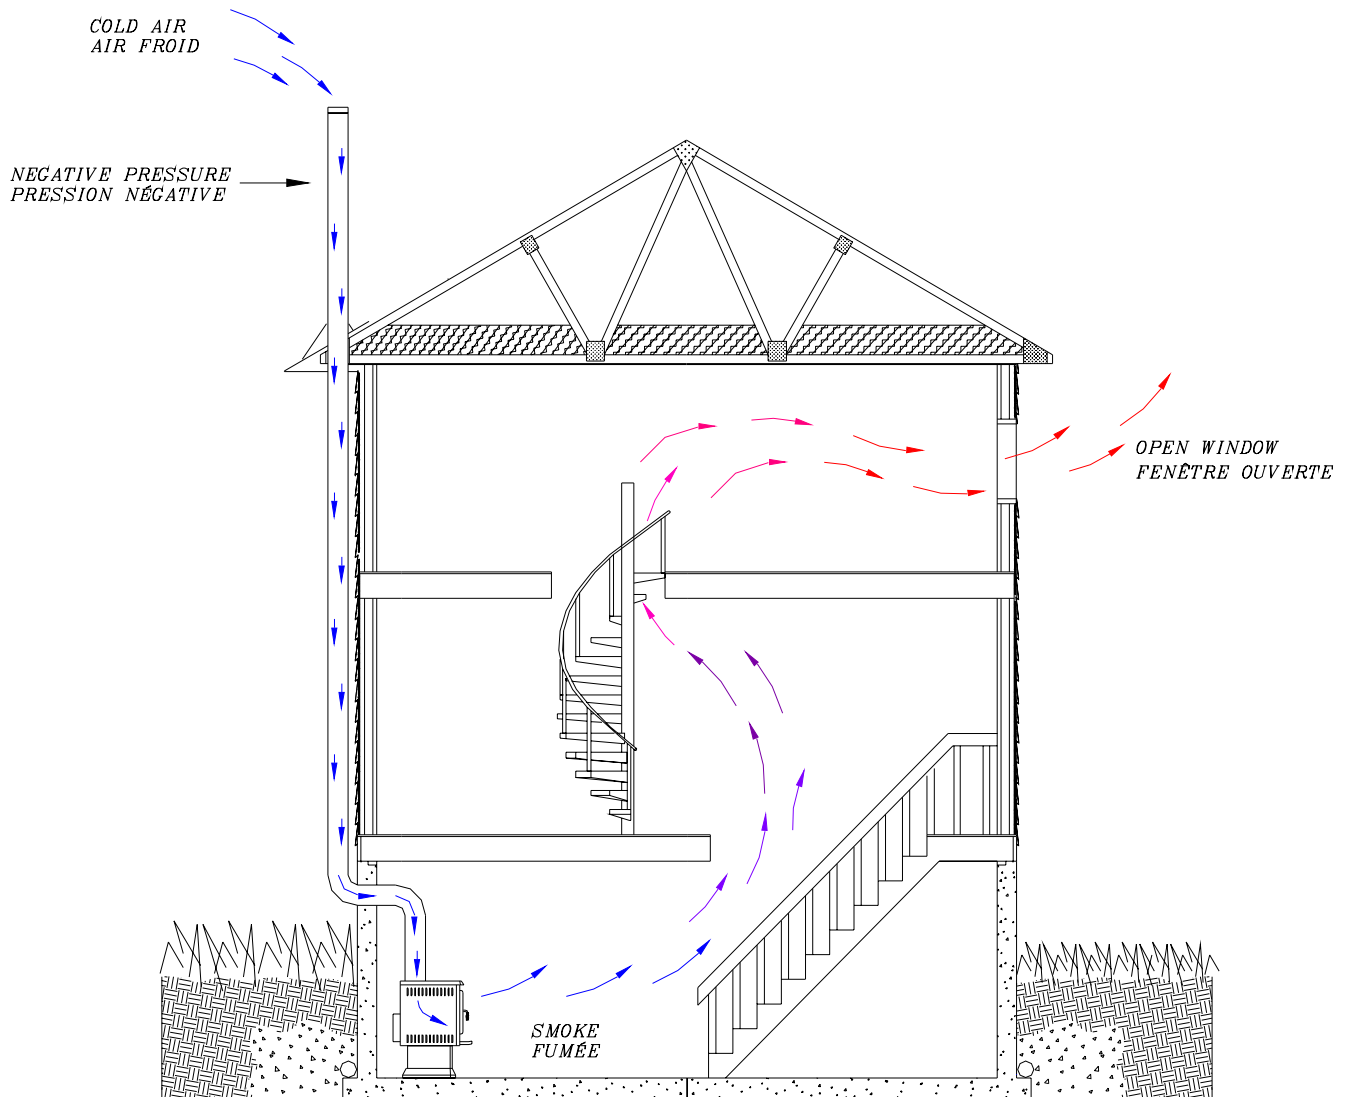 COLD AIR
AIR FROID
NEGATIVE PRESSURE
PRESSION NÉGATIVE
OPEN WINDOW
FENÊTRE OUVERTE
SMOKE
FUMÉE